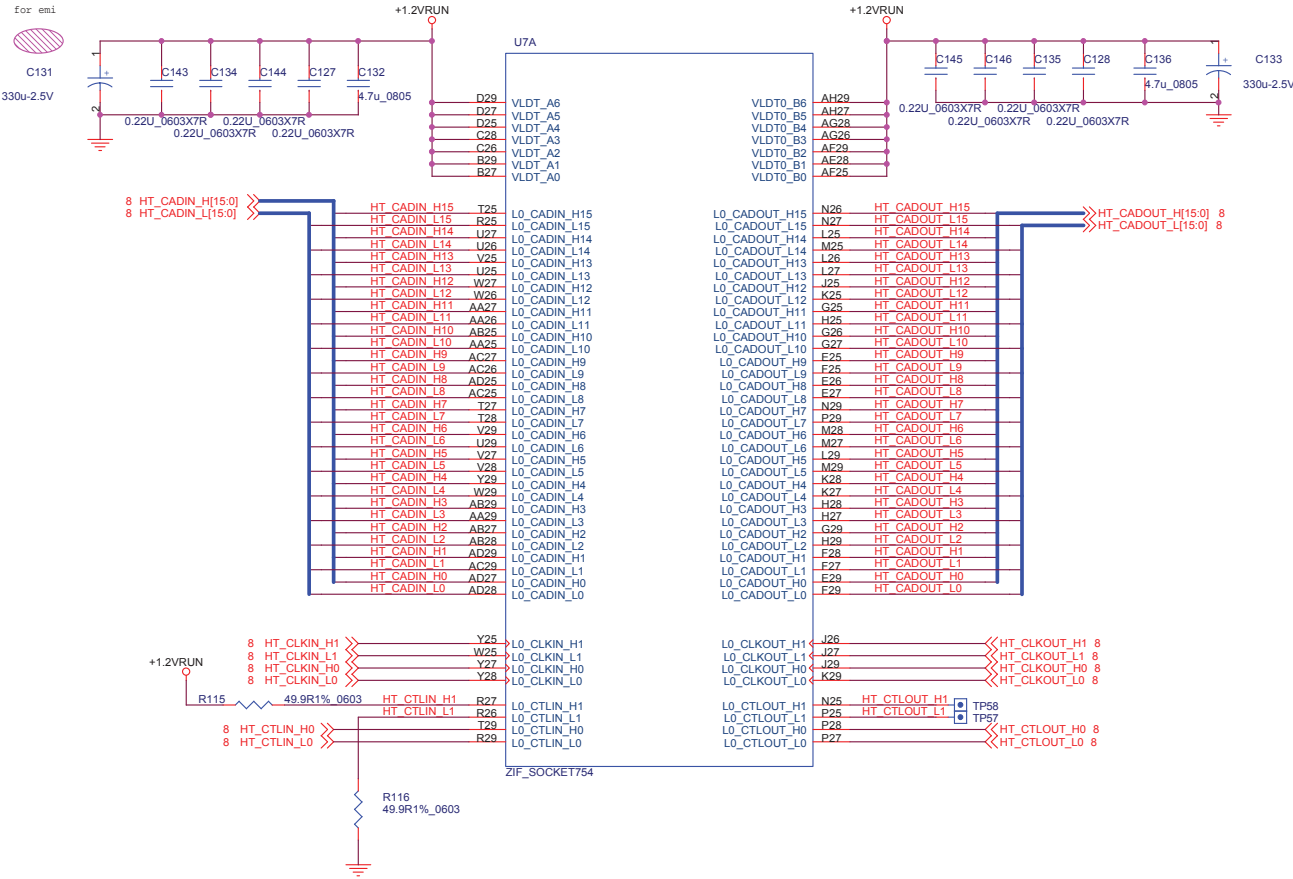 for emi
+1.2VRUN
+1.2VRUN
U7A
1
C131
330u-2.5V
2
C143
C134
C144
C127
C132
4.7u_0805
0.22U_0603X7R
0.22U_0603X7R
0.22U_0603X7R
0.22U_0603X7R
C145
C146
C135
C128
C136
4.7u_0805
0.22U_0603X7R
0.22U_0603X7R
0.22U_0603X7R
0.22U_0603X7R
1
C133
330u-2.5V
2
D29 VLDT_A6 VLDT0_B6 AH29
D27 VLDT_A5 VLDT0_B5 AH27
D25 VLDT_A4 VLDT0_B4 AG28
C28 VLDT_A3 VLDT0_B3 AG26
C26 VLDT_A2 VLDT0_B2 AF29
B29 VLDT_A1 VLDT0_B1 AE28
B27 VLDT_A0 VLDT0_B0 AF25
8 HT_CADIN_H[15:0]
8 HT_CADIN_L[15:0]
HT_CADOUT_H[15:0] 8
HT_CADOUT_L[15:0] 8
HT_CADIN_H15 T25 L0_CADIN_H15 L0_CADOUT_H15 N26 HT_CADOUT_H15
HT_CADIN_L15 R25 L0_CADIN_L15 L0_CADOUT_L15 N27 HT_CADOUT_L15
HT_CADIN_H14 U27 L0_CADIN_H14 L0_CADOUT_H14 L25 HT_CADOUT_H14
HT_CADIN_L14 U26 L0_CADIN_L14 L0_CADOUT_L14 M25 HT_CADOUT_L14
HT_CADIN_H13 V25 L0_CADIN_H13 L0_CADOUT_H13 L26 HT_CADOUT_H13
HT_CADIN_L13 U25 L0_CADIN_L13 L0_CADOUT_L13 L27 HT_CADOUT_L13
HT_CADIN_H12 W27 L0_CADIN_H12 L0_CADOUT_H12 J25 HT_CADOUT_H12
HT_CADIN_L12 W26 L0_CADIN_L12 L0_CADOUT_L12 K25 HT_CADOUT_L12
HT_CADIN_H11 AA27 L0_CADIN_H11 L0_CADOUT_H11 G25 HT_CADOUT_H11
HT_CADIN_L11 AA26 L0_CADIN_L11 L0_CADOUT_L11 H25 HT_CADOUT_L11
HT_CADIN_H10 AB25 L0_CADIN_H10 L0_CADOUT_H10 G26 HT_CADOUT_H10
HT_CADIN_L10 AA25 L0_CADIN_L10 L0_CADOUT_L10 G27 HT_CADOUT_L10
HT_CADIN_H9 AC27 L0_CADIN_H9 L0_CADOUT_H9 E25 HT_CADOUT_H9
HT_CADIN_L9 AC26 L0_CADIN_L9 L0_CADOUT_L9 F25 HT_CADOUT_L9
HT_CADIN_H8 AD25 L0_CADIN_H8 L0_CADOUT_H8 E26 HT_CADOUT_H8
HT_CADIN_L8 AC25 L0_CADIN_L8 L0_CADOUT_L8 E27 HT_CADOUT_L8
HT_CADIN_H7 T27 L0_CADIN_H7 L0_CADOUT_H7 N29 HT_CADOUT_H7
HT_CADIN_L7 T28 L0_CADIN_L7 L0_CADOUT_L7 P29 HT_CADOUT_L7
HT_CADIN_H6 V29 L0_CADIN_H6 L0_CADOUT_H6 M28 HT_CADOUT_H6
HT_CADIN_L6 U29 L0_CADIN_L6 L0_CADOUT_L6 M27 HT_CADOUT_L6
HT_CADIN_H5 V27 L0_CADIN_H5 L0_CADOUT_H5 L29 HT_CADOUT_H5
HT_CADIN_L5 V28 L0_CADIN_L5 L0_CADOUT_L5 M29 HT_CADOUT_L5
HT_CADIN_H4 Y29 L0_CADIN_H4 L0_CADOUT_H4 K28 HT_CADOUT_H4
HT_CADIN_L4 W29 L0_CADIN_L4 L0_CADOUT_L4 K27 HT_CADOUT_L4
HT_CADIN_H3 AB29 L0_CADIN_H3 L0_CADOUT_H3 H28 HT_CADOUT_H3
HT_CADIN_L3 AA29 L0_CADIN_L3 L0_CADOUT_L3 H27 HT_CADOUT_L3
HT_CADIN_H2 AB27 L0_CADIN_H2 L0_CADOUT_H2 G29 HT_CADOUT_H2
HT_CADIN_L2 AB28 L0_CADIN_L2 L0_CADOUT_L2 H29 HT_CADOUT_L2
HT_CADIN_H1 AD29 L0_CADIN_H1 L0_CADOUT_H1 F28 HT_CADOUT_H1
HT_CADIN_L1 AC29 L0_CADIN_L1 L0_CADOUT_L1 F27 HT_CADOUT_L1
HT_CADIN_H0 AD27 L0_CADIN_H0 L0_CADOUT_H0 E29 HT_CADOUT_H0
HT_CADIN_L0 AD28 L0_CADIN_L0 L0_CADOUT_L0 F29 HT_CADOUT_L0
8 HT_CLKIN_H1 Y25 L0_CLKIN_H1 L0_CLKOUT_H1 J26 HT_CLKOUT_H1 8
8 HT_CLKIN_L1 W25 L0_CLKIN_L1 L0_CLKOUT_L1 J27 HT_CLKOUT_L1 8
8 HT_CLKIN_H0 Y27 L0_CLKIN_H0 L0_CLKOUT_H0 J29 HT_CLKOUT_H0 8
8 HT_CLKIN_L0 Y28 L0_CLKIN_L0 L0_CLKOUT_L0 K29 HT_CLKOUT_L0 8
+1.2VRUN
R115 49.9R1%_0603 HT_CTLIN_H1 R27 L0_CTLIN_H1 L0_CTLOUT_H1 N25 HT_CTLOUT_H1 TP58
HT_CTLIN_L1 R26 L0_CTLIN_L1 L0_CTLOUT_L1 P25 HT_CTLOUT_L1 TP57
8 HT_CTLIN_H0 T29 L0_CTLIN_H0 L0_CTLOUT_H0 P28 HT_CTLOUT_H0 8
8 HT_CTLIN_L0 R29 L0_CTLIN_L0 L0_CTLOUT_L0 P27 HT_CTLOUT_L0 8
ZIF_SOCKET754
R116
49.9R1%_0603